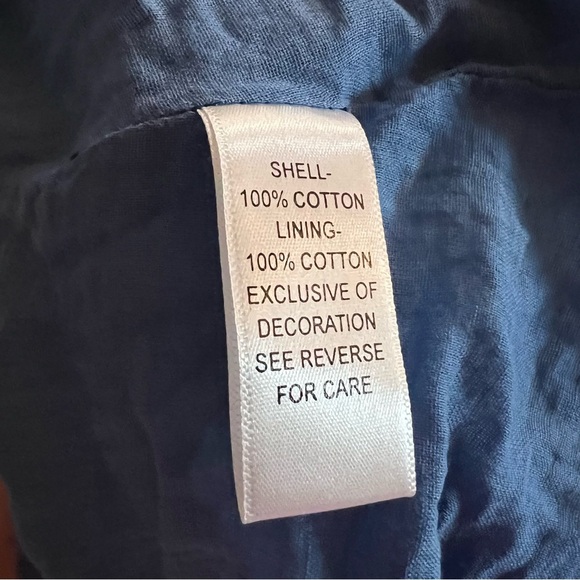 SHELL-
100% COTTON
LINING-
100% COTTON
EXCLUSIVE OF
DECORATION
SEE REVERSE
FOR CARE